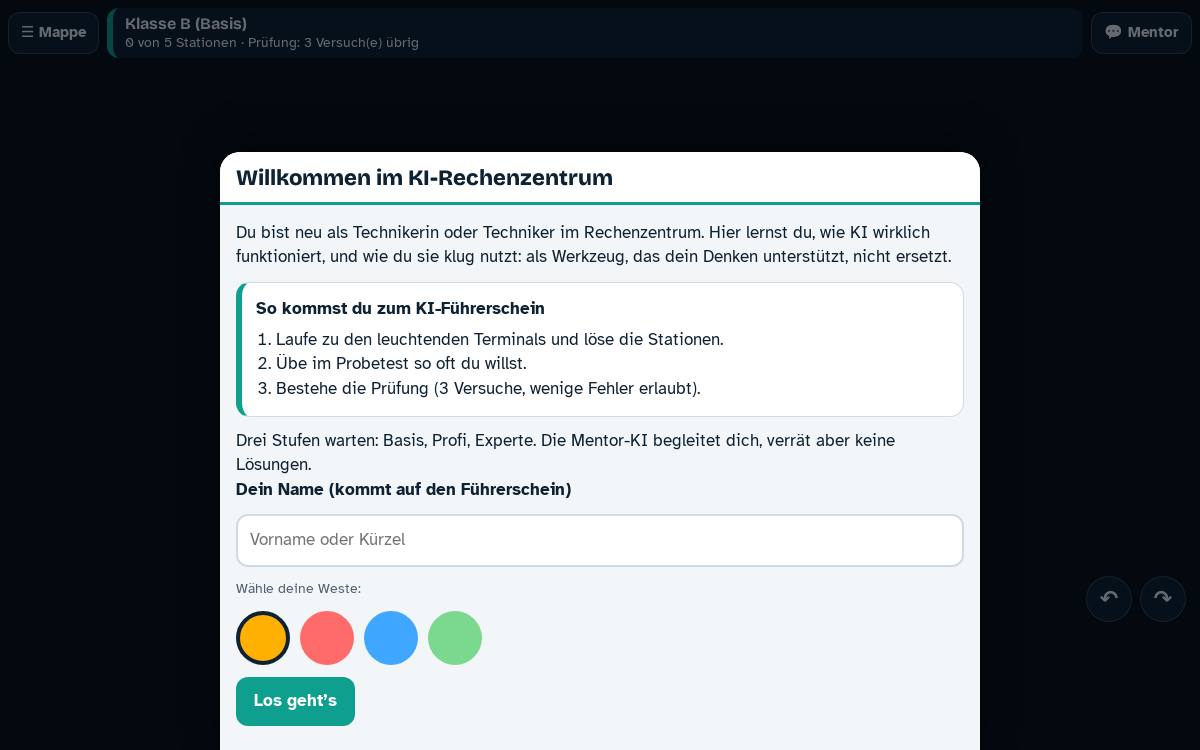 ☰ Mappe
Klasse B (Basis)
0 von 5 Stationen · Prüfung: 3 Versuch(e) übrig
💬 Mentor
Willkommen im KI-Rechenzentrum
Du bist neu als Technikerin oder Techniker im Rechenzentrum. Hier lernst du, wie KI wirklich
funktioniert, und wie du sie klug nutzt: als Werkzeug, das dein Denken unterstützt, nicht ersetzt.
So kommst du zum KI-Führerschein
1. Laufe zu den leuchtenden Terminals und löse die Stationen.
2. Übe im Probetest so oft du willst.
3. Bestehe die Prüfung (3 Versuche, wenige Fehler erlaubt).
Drei Stufen warten: Basis, Profi, Experte. Die Mentor-KI begleitet dich, verrät aber keine
Lösungen.
Dein Name (kommt auf den Führerschein)
Vorname oder Kürzel
Wähle deine Weste:
↶ ↷
Los geht’s